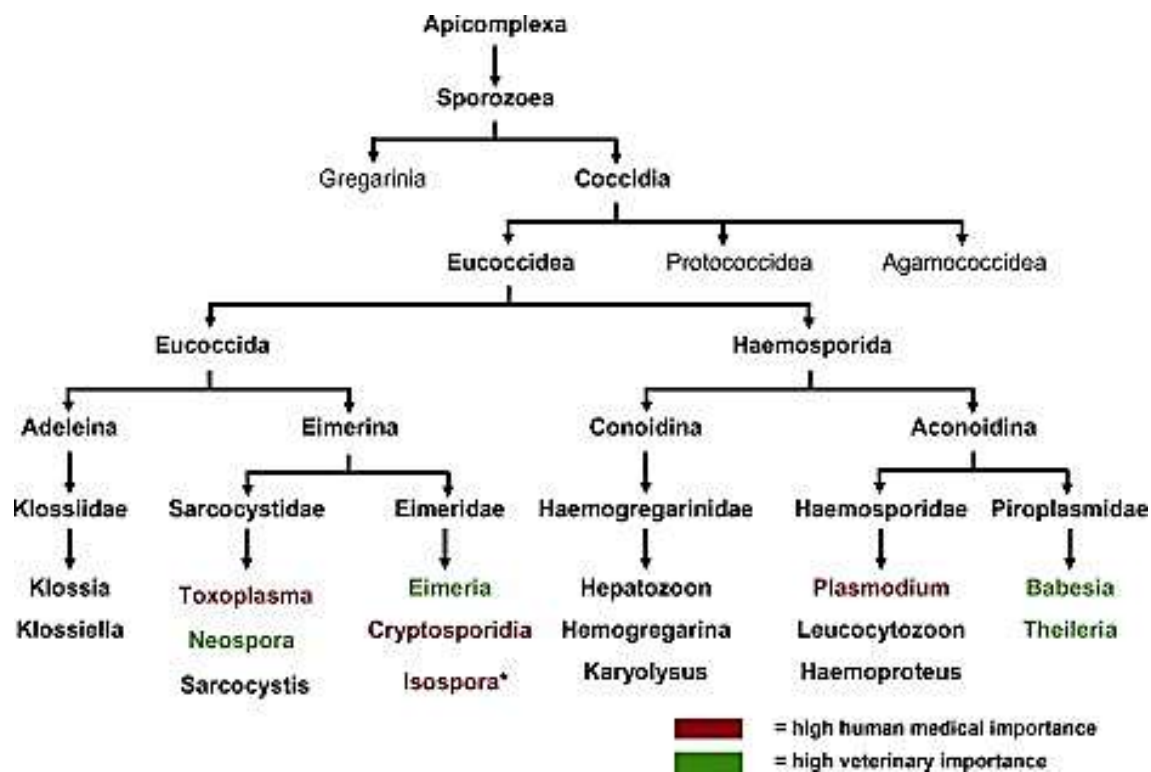 Apicomplexa
Sporozoea
Gregarinia Coccidia
Eucoccidea Protococcidea Agamococcidea
Eucoccida Haemosporida
Adeleina Eimerina Conoidina Aconoidina
Klossiidae Sarcocystidae Eimeridae Haemogregarinidae Haemosporidae Piroplasmidae
Klossia Toxoplasma Eimeria Hepatozoon Plasmodium Babesia
Klossiella Neospora Cryptosporidia Hemogregarina Leucocytozoon Theileria
Sarcocystis Isospora* Karyolysus Haemoproteus
= high human medical importance
= high veterinary importance